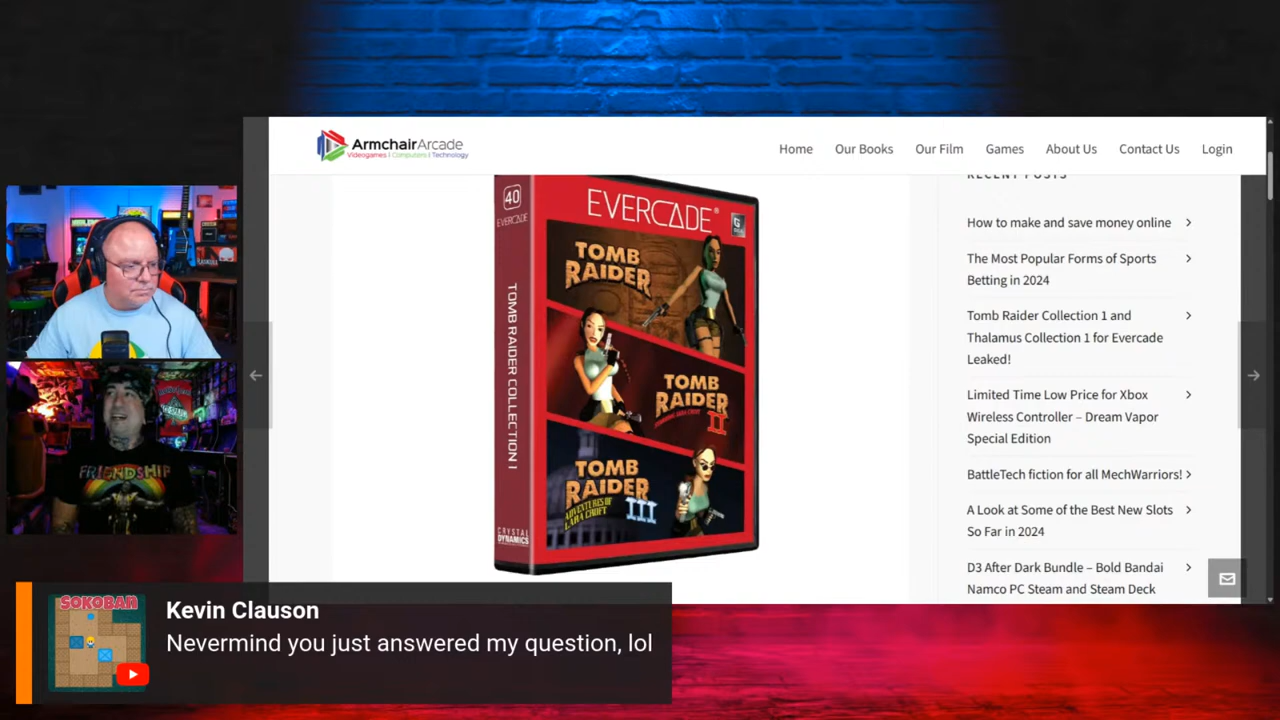 ArmchairArcade
Videogames | Computers | Technology
Home
Our Books
Our Film
Games
About Us
Contact Us
Login
RECENT POSTS
How to make and save money online
The Most Popular Forms of Sports
Betting in 2024
Tomb Raider Collection 1 and
Thalamus Collection 1 for Evercade
Leaked!
Limited Time Low Price for Xbox
Wireless Controller – Dream Vapor
Special Edition
BattleTech fiction for all MechWarriors!
A Look at Some of the Best New Slots
So Far in 2024
D3 After Dark Bundle – Bold Bandai
Namco PC Steam and Steam Deck
40
EVERCADE
TOMB RAIDER COLLECTION 1
CRYSTAL
DYNAMICS
EVERCADE®
TOMB
RAIDER
TOMB
RAIDER
II
TOMB
RAIDER
III
ADVENTURES OF
LARA CROFT
FRIENDSHIP
SOKOBAN
Kevin Clauson
Nevermind you just answered my question, lol